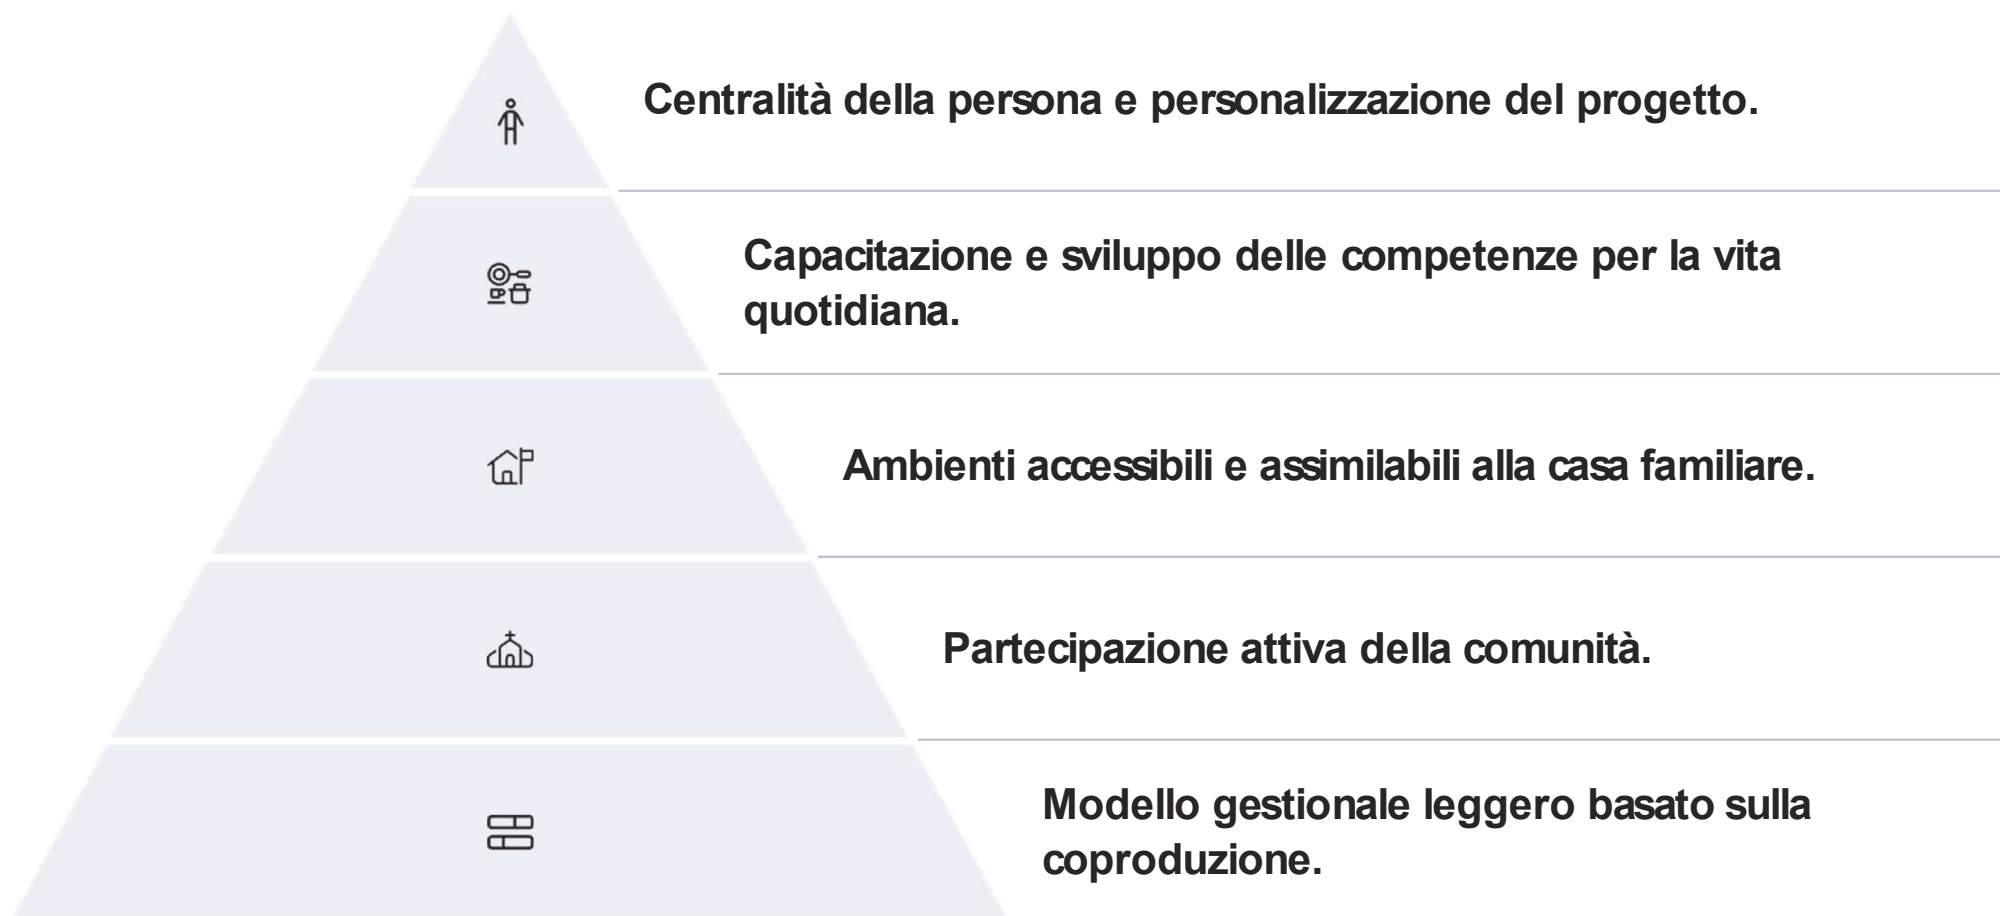 Centralità della persona e personalizzazione del progetto.
Capacitazione e sviluppo delle competenze per la vita
quotidiana.
Ambienti accessibili e assimilabili alla casa familiare.
Partecipazione attiva della comunità.
Modello gestionale leggero basato sulla
coproduzione.